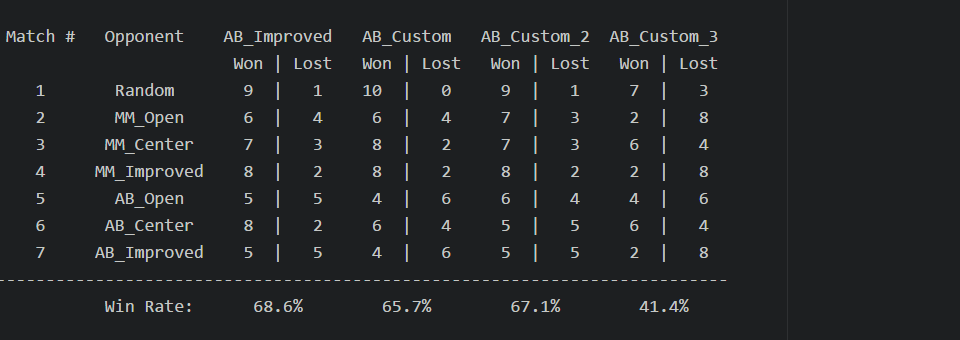 Match #   Opponent    AB_Improved   AB_Custom   AB_Custom_2  AB_Custom_3
Won | Lost   Won | Lost   Won | Lost   Won | Lost
1       Random       9  |   1    10  |   0     9  |   1     7  |   3
2       MM_Open      6  |   4     6  |   4     7  |   3     2  |   8
3      MM_Center     7  |   3     8  |   2     7  |   3     6  |   4
4     MM_Improved    8  |   2     8  |   2     8  |   2     2  |   8
5       AB_Open      5  |   5     4  |   6     6  |   4     4  |   6
6      AB_Center     8  |   2     6  |   4     5  |   5     6  |   4
7     AB_Improved    5  |   5     4  |   6     5  |   5     2  |   8
--------------------------------------------------------------------------
Win Rate:      68.6%        65.7%        67.1%        41.4%